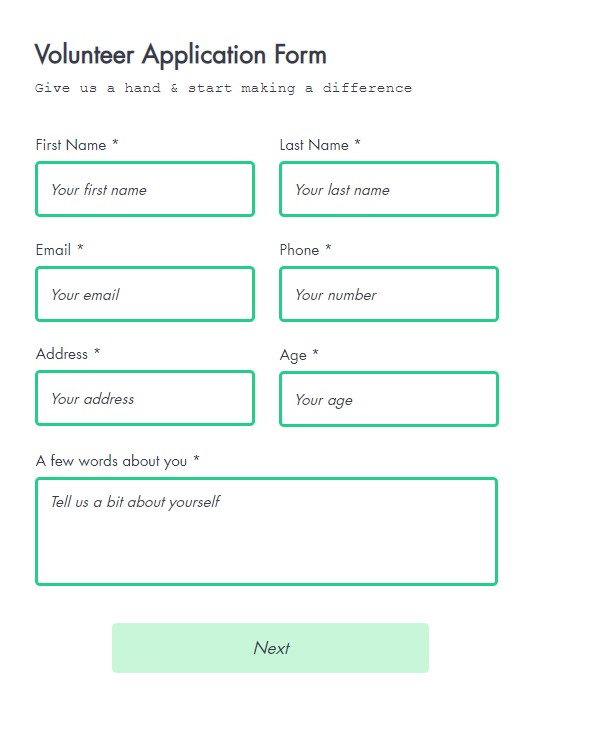 Volunteer Application Form
Give us a hand & start making a difference
First Name *
Last Name *
Your first name
Your last name
Email *
Phone *
Your email
Your number
Address *
Age *
Your address
Your age
A few words about you *
Tell us a bit about yourself
Next